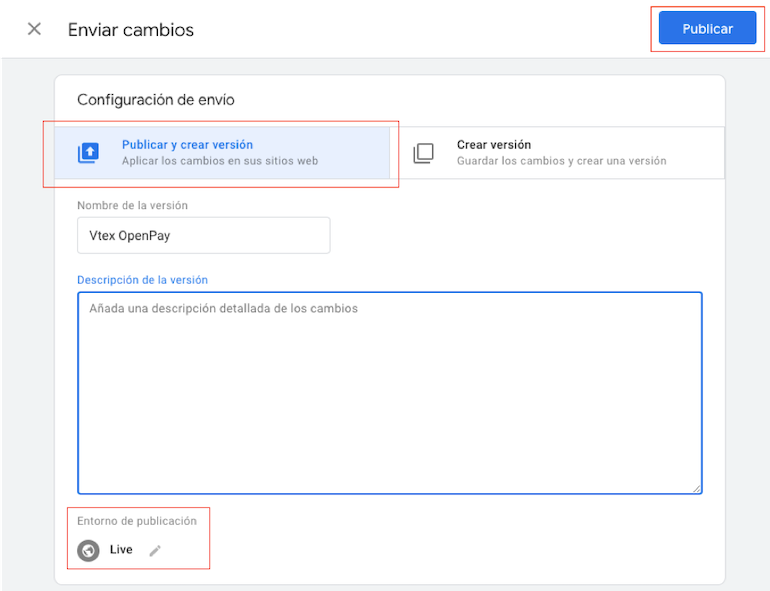 Enviar cambios
Publicar
Configuración de envío
Publicar y crear versión
Aplicar los cambios en sus sitios web
Crear versión
Guardar los cambios y crear una versión
Nombre de la versión
Vtex OpenPay
Descripción de la versión
Añada una descripción detallada de los cambios
Entorno de publicación
Live